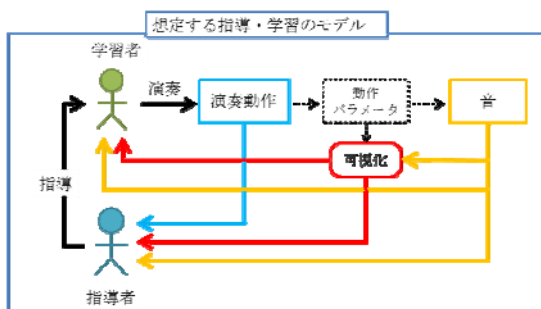 想定する指導・学習のモデル
学習者
演奏
演奏動作
動作
パラメータ
音
可視化
指導
指導者